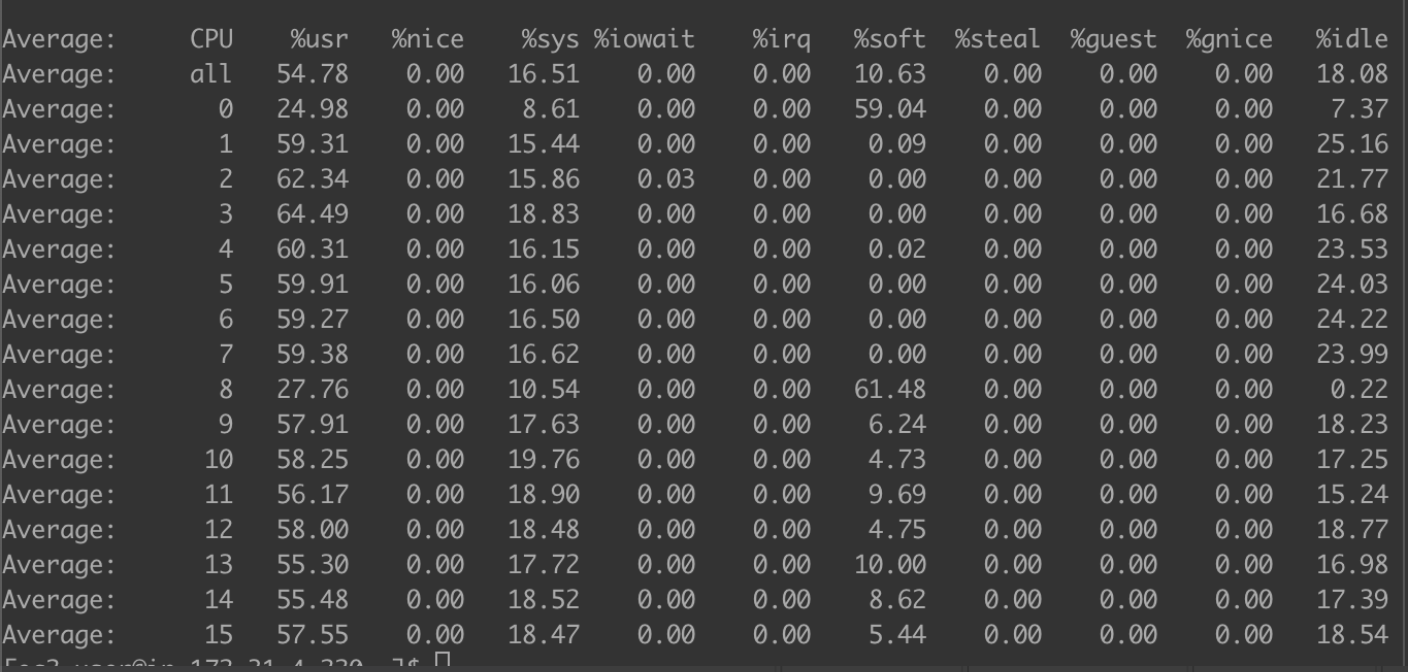 Average: CPU %usr %nice %sys %iowait %irq %soft %steal %guest %gnice %idle
Average: all 54.78 0.00 16.51 0.00 0.00 10.63 0.00 0.00 0.00 18.08
Average: 0 24.98 0.00 8.61 0.00 0.00 59.04 0.00 0.00 0.00 7.37
Average: 1 59.31 0.00 15.44 0.00 0.00 0.09 0.00 0.00 0.00 25.16
Average: 2 62.34 0.00 15.86 0.03 0.00 0.00 0.00 0.00 0.00 21.77
Average: 3 64.49 0.00 18.83 0.00 0.00 0.00 0.00 0.00 0.00 16.68
Average: 4 60.31 0.00 16.15 0.00 0.00 0.02 0.00 0.00 0.00 23.53
Average: 5 59.91 0.00 16.06 0.00 0.00 0.00 0.00 0.00 0.00 24.03
Average: 6 59.27 0.00 16.50 0.00 0.00 0.00 0.00 0.00 0.00 24.22
Average: 7 59.38 0.00 16.62 0.00 0.00 0.00 0.00 0.00 0.00 23.99
Average: 8 27.76 0.00 10.54 0.00 0.00 61.48 0.00 0.00 0.00 0.22
Average: 9 57.91 0.00 17.63 0.00 0.00 6.24 0.00 0.00 0.00 18.23
Average: 10 58.25 0.00 19.76 0.00 0.00 4.73 0.00 0.00 0.00 17.25
Average: 11 56.17 0.00 18.90 0.00 0.00 9.69 0.00 0.00 0.00 15.24
Average: 12 58.00 0.00 18.48 0.00 0.00 4.75 0.00 0.00 0.00 18.77
Average: 13 55.30 0.00 17.72 0.00 0.00 10.00 0.00 0.00 0.00 16.98
Average: 14 55.48 0.00 18.52 0.00 0.00 8.62 0.00 0.00 0.00 17.39
Average: 15 57.55 0.00 18.47 0.00 0.00 5.44 0.00 0.00 0.00 18.54